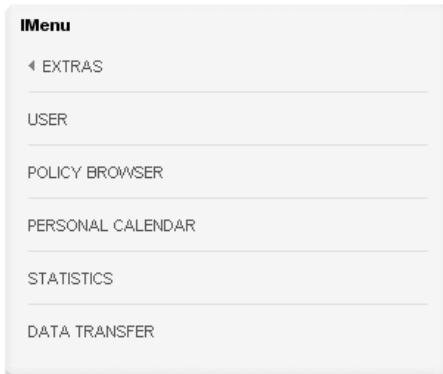 IMenu
EXTRAS
USER
POLICY BROWSER
PERSONAL CALENDAR
STATISTICS
DATA TRANSFER